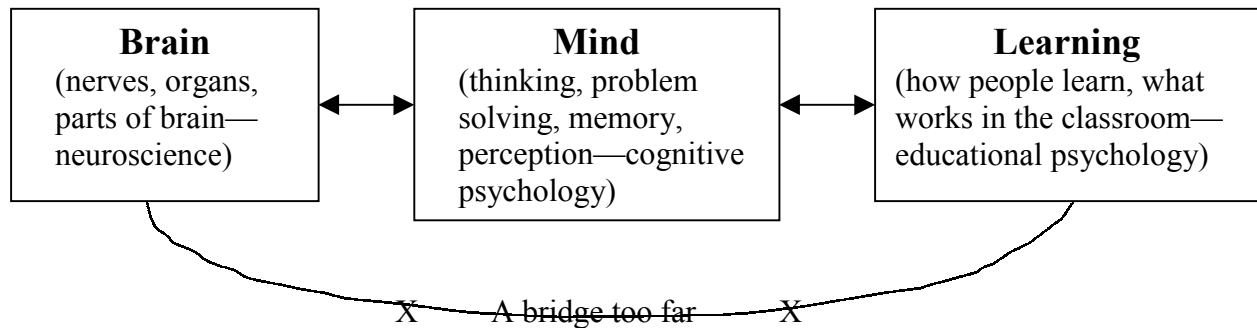 Brain
(nerves, organs,
parts of brain—
neuroscience)
Mind
(thinking, problem
solving, memory,
perception—cognitive
psychology)
Learning
(how people learn, what
works in the classroom—
educational psychology)
X A bridge too far X